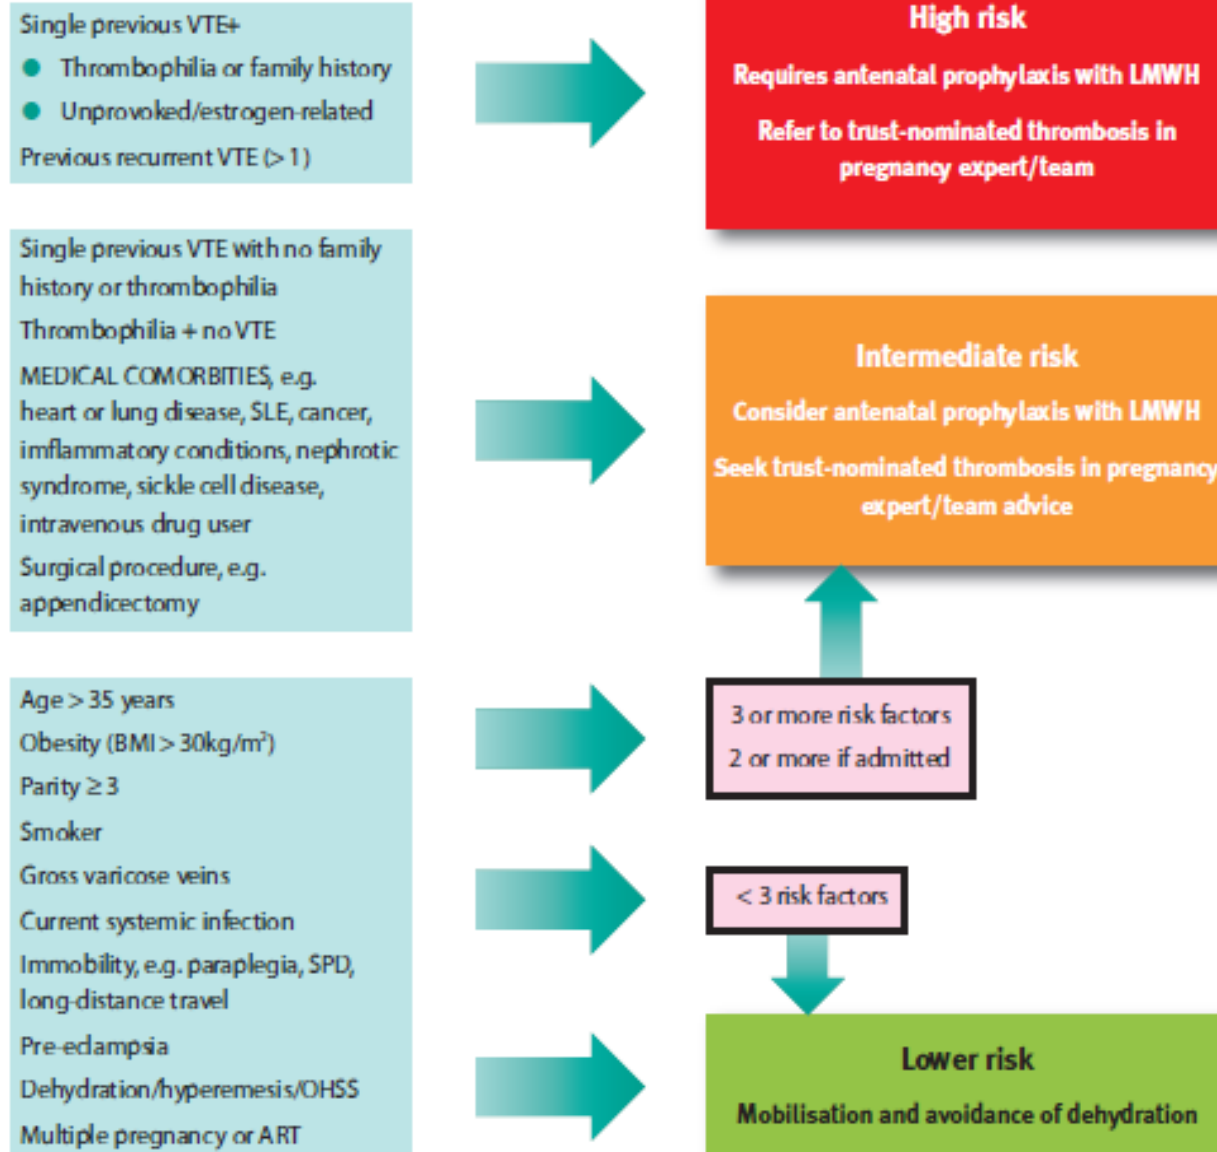 Single previous VTE+
Thrombophilia or family history
Unprovoked/estrogen-related
Previous recurrent VTE (> 1)
High risk
Requires antenatal prophylaxis with LMWH
Refer to trust-nominated thrombosis in
pregnancy expert/team
Single previous VTE with no family
history or thrombophilia
Thrombophilia + no VTE
MEDICAL COMORBITIES, e.g.
heart or lung disease, SLE, cancer,
imflammatory conditions, nephrotic
syndrome, sickle cell disease,
intravenous drug user
Surgical procedure, e.g.
appendicectomy
Intermediate risk
Consider antenatal prophylaxis with LMWH
Seek trust-nominated thrombosis in pregnancy
expert/team advice
Age > 35 years
Obesity (BMI > 30kg/m²)
Parity ≥ 3
Smoker
Gross varicose veins
Current systemic infection
Immobility, e.g. paraplegia, SPD,
long-distance travel
Pre-eclampsia
Dehydration/hyperemesis/OHSS
Multiple pregnancy or ART
3 or more risk factors
2 or more if admitted
< 3 risk factors
Lower risk
Mobilisation and avoidance of dehydration